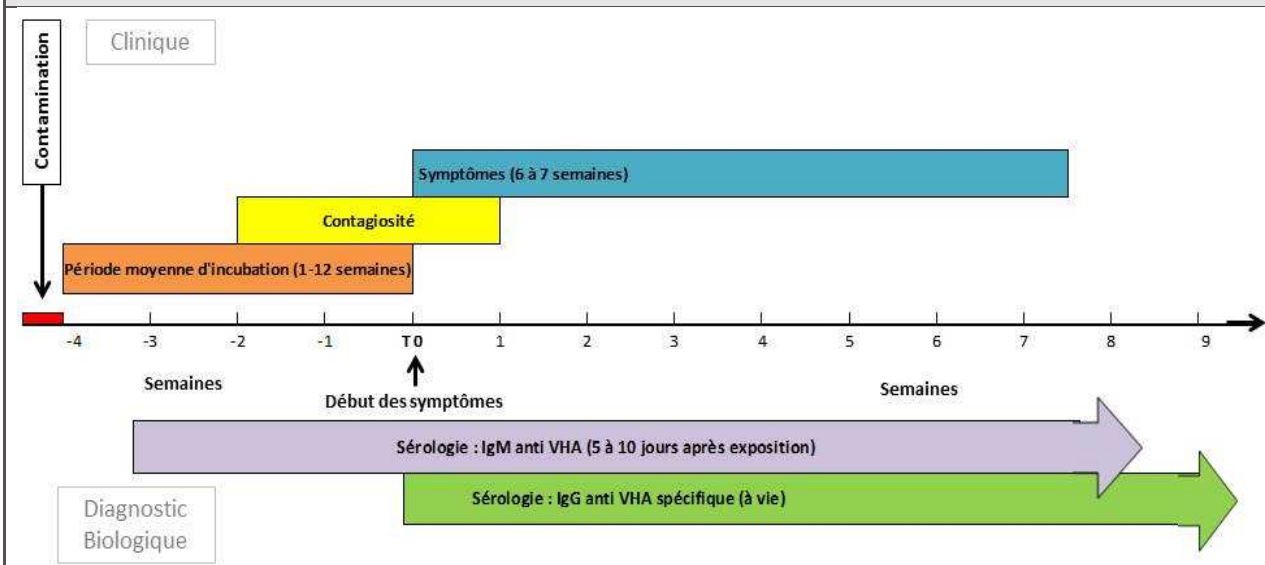 Contamination
Clinique
Symptômes (6 à 7 semaines)
Contagiosité
Période moyenne d'incubation (1-12 semaines)
-4 -3 -2 -1 T0 1 2 3 4 5 6 7 8 9
Semaines
Semaines
Début des symptômes
Sérologie : IgM anti VHA (5 à 10 jours après exposition)
Sérologie : IgG anti VHA spécifique (à vie)
Diagnostic
Biologique